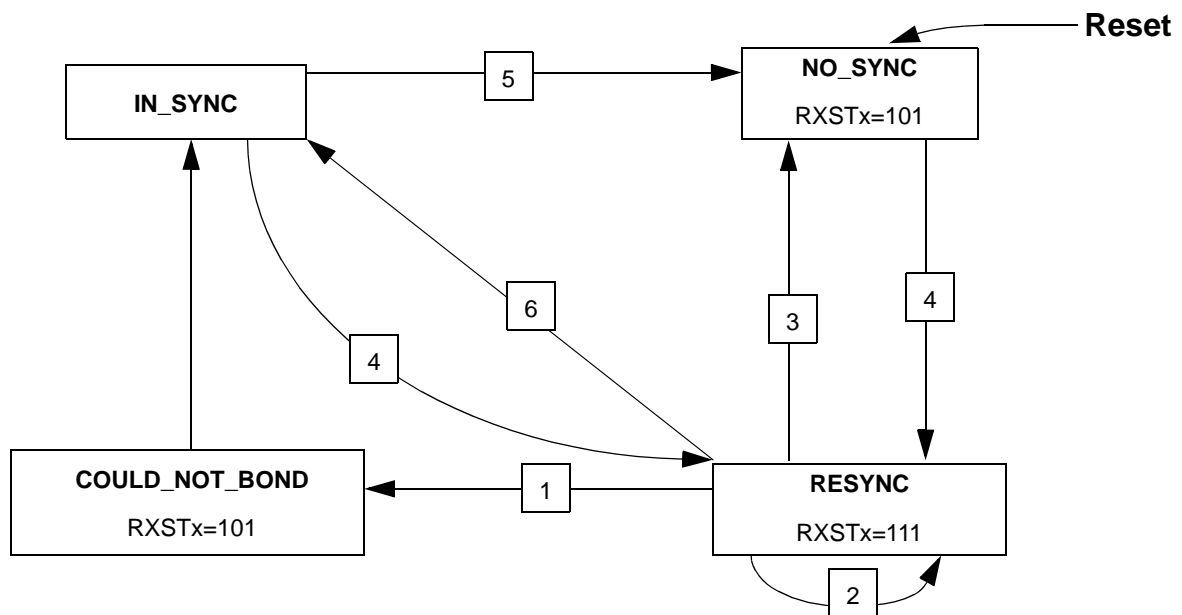 Reset
5
NO_SYNC
RXSTx=101
IN_SYNC
6
3
4
4
COULD_NOT_BOND
RXSTx=101
1
RESYNC
RXSTx=111
2